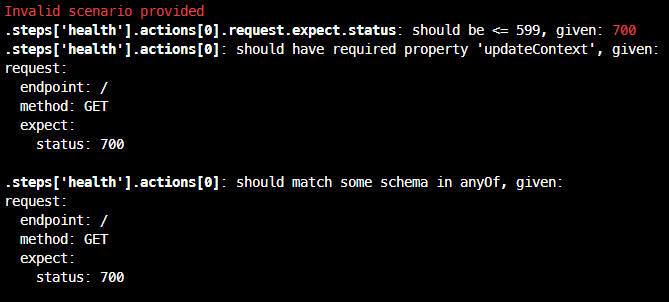 Invalid scenario provided
.steps['health'].actions[0].request.expect.status: should be <= 599, given: 700
.steps['health'].actions[0]: should have required property 'updateContext', given:
request:
  endpoint: /
  method: GET
  expect:
    status: 700

.steps['health'].actions[0]: should match some schema in anyOf, given:
request:
  endpoint: /
  method: GET
  expect:
    status: 700